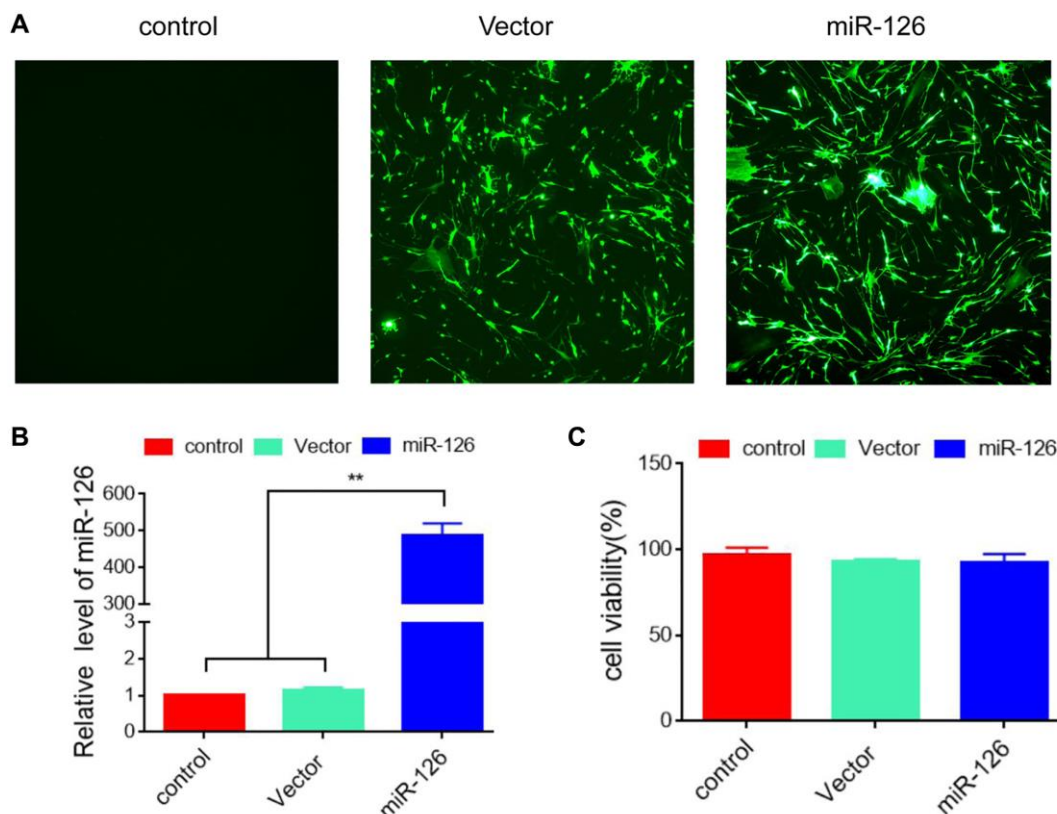 A
control
Vector
miR-126
B
control
Vector
miR-126
Relative level of miR-126
600
500
400
300
3
2
1
0
**
control
Vector
miR-126
C
control
Vector
miR-126
cell viability(%)
150
100
50
0
control
Vector
miR-126